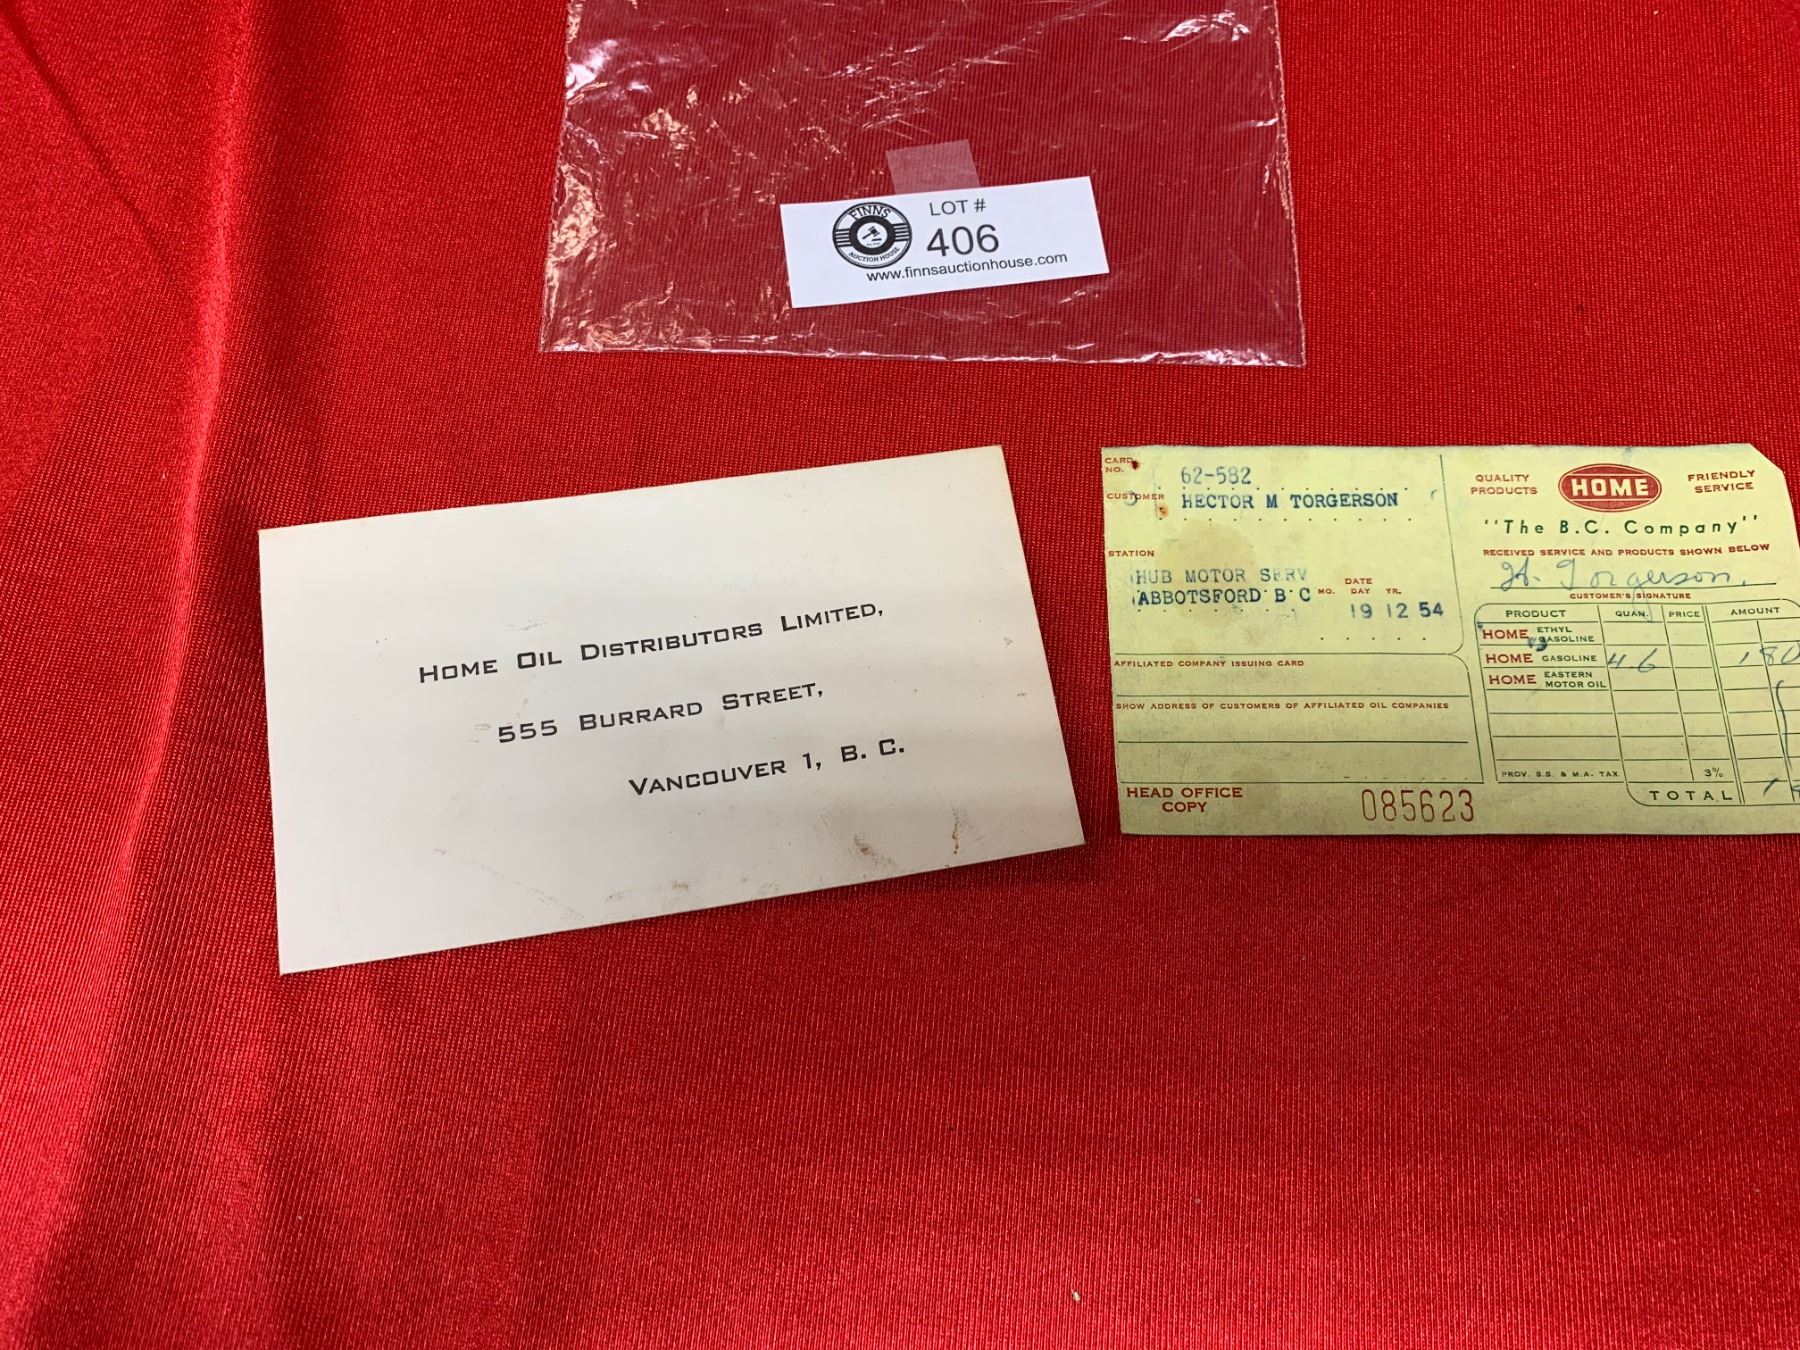 FINNS
AUCTION HOUSE
LOT #
406
www.finnsauctionhouse.com
Home Oil Distributors Limited,
555 Burrard Street,
Vancouver 1, B. C.
CARD NO.
62-582
CUSTOMER
HECTOR M TORGERSON
STATION
HUB MOTOR SERV
ABBOTSFORD B C
DATE
MO. DAY YR.
19 12 54
AFFILIATED COMPANY ISSUING CARD
SHOW ADDRESS OF CUSTOMERS OF AFFILIATED OIL COMPANIES
HEAD OFFICE
COPY
085623
QUALITY PRODUCTS
HOME
FRIENDLY SERVICE
"The B.C. Company"
RECEIVED SERVICE AND PRODUCTS SHOWN BELOW
H. Torgerson.
CUSTOMER'S SIGNATURE
PRODUCT QUAN. PRICE AMOUNT
HOME ETHYL GASOLINE
HOME GASOLINE 4.6 180
HOME EASTERN MOTOR OIL
PROV. S.S. & M.A. TAX 3%
TOTAL